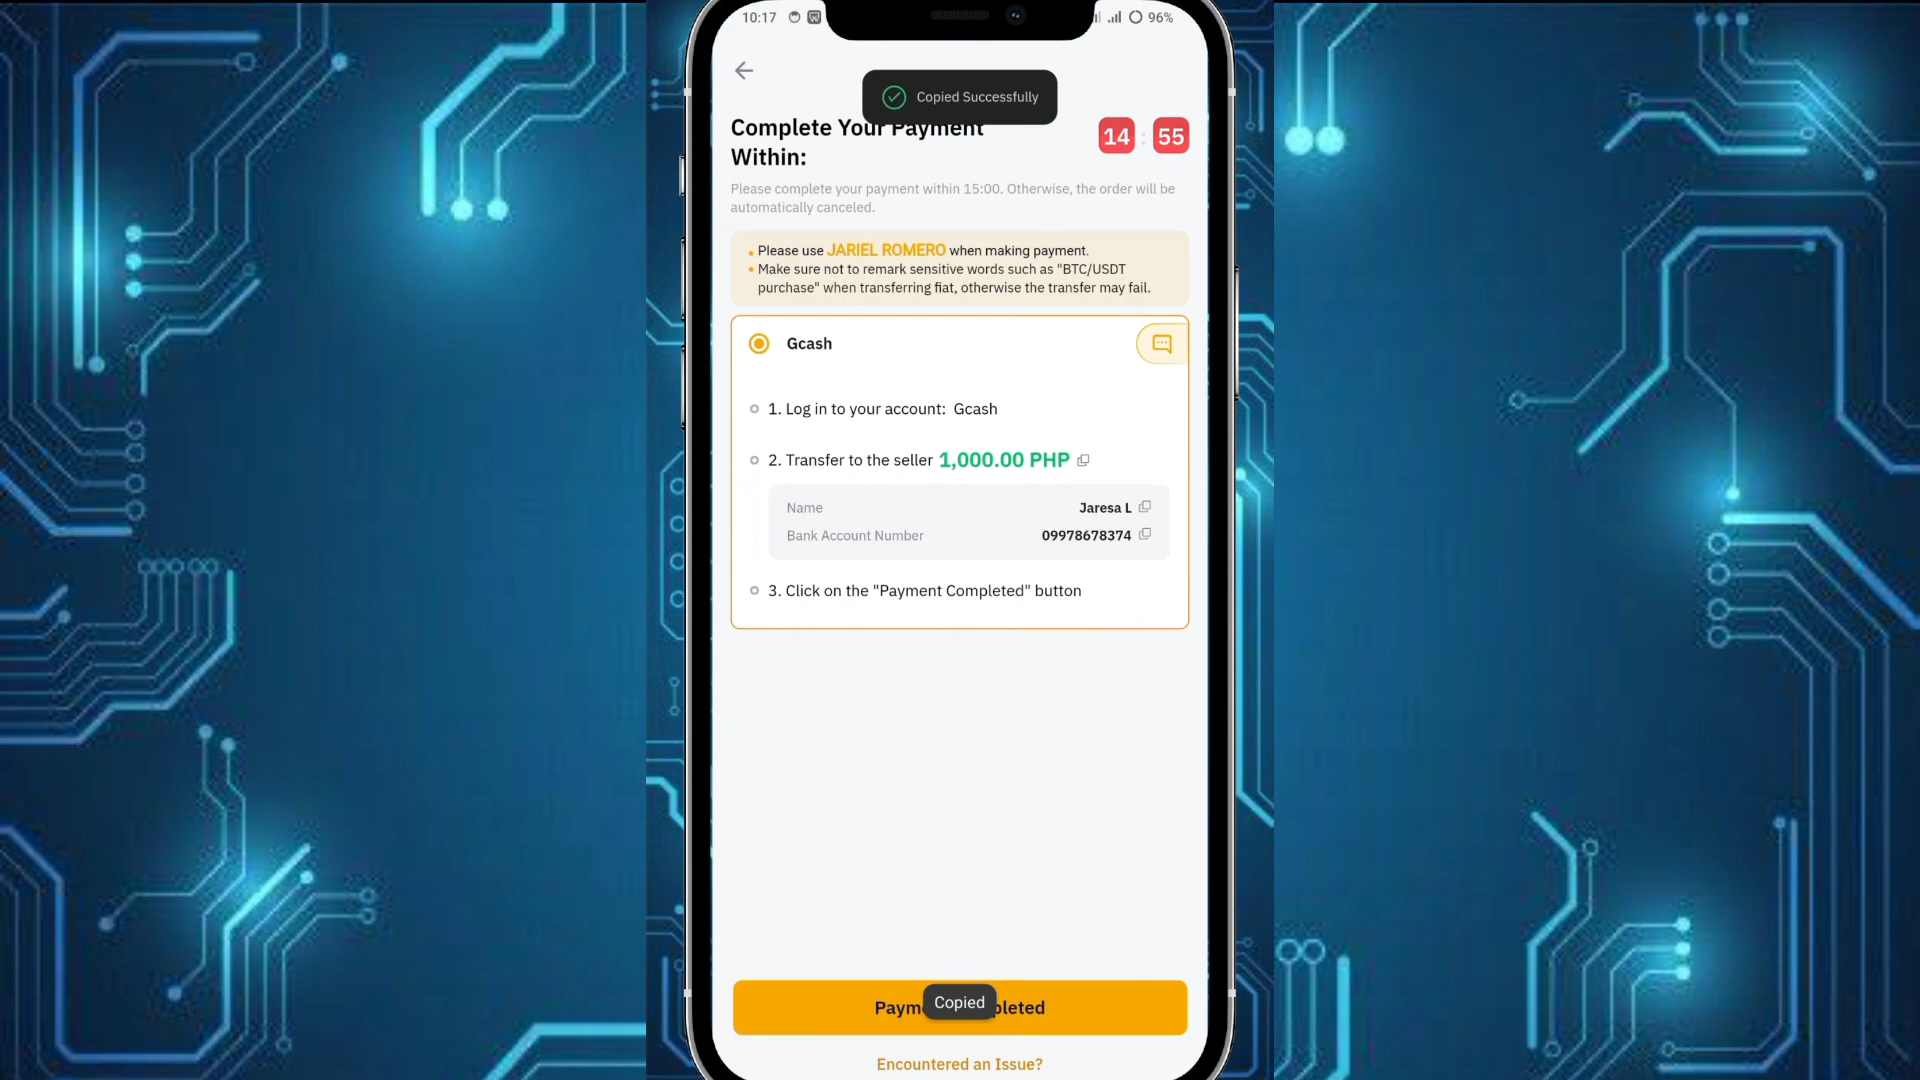 10:17 96%
Copied Successfully
Complete Your Payment
Within:
14 : 55
Please complete your payment within 15:00. Otherwise, the order will be
automatically canceled.
• Please use JARIEL ROMERO when making payment.
• Make sure not to remark sensitive words such as "BTC/USDT
purchase" when transferring fiat, otherwise the transfer may fail.
Gcash
1. Log in to your account: Gcash
2. Transfer to the seller 1,000.00 PHP
Name Jaresa L
Bank Account Number 09978678374
3. Click on the "Payment Completed" button
Copied
Encountered an Issue?